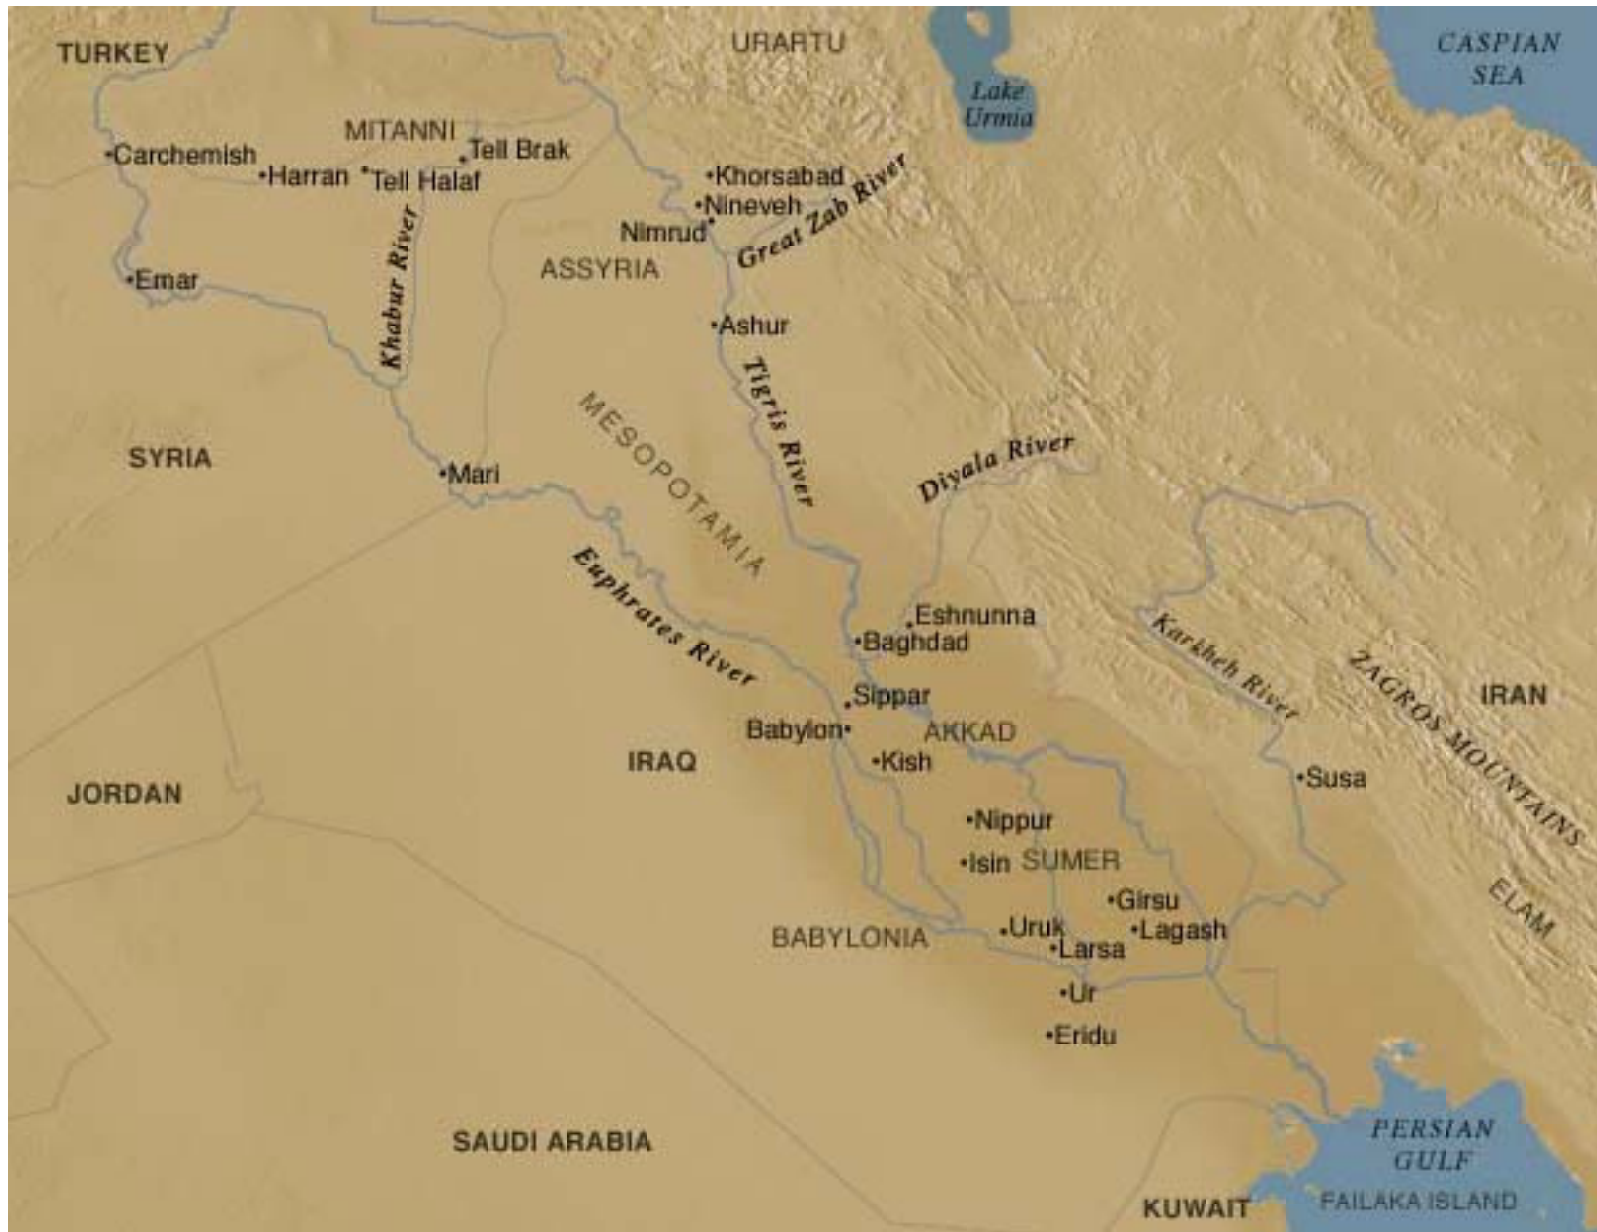 TURKEY
URARTU
CASPIAN
SEA
Lake
Urmia
MITANNI
Carchemish
Harran
Tell Halaf
Tell Brak
Khorsabad
Nineveh
Nimrud
Great Zab River
ASSYRIA
Emar
Khabur River
Ashur
Tigris River
MESOPOTAMIA
Diyala River
SYRIA
Mari
Euphrates River
Eshnunna
Baghdad
Karkheh River
ZAGROS MOUNTAINS
IRAN
Sippar
Babylon
AKKAD
IRAQ
Kish
Susa
JORDAN
Nippur
Isin
SUMER
Girsu
ELAM
Uruk
Lagash
BABYLONIA
Larsa
Ur
Eridu
SAUDI ARABIA
PERSIAN
GULF
KUWAIT
FAILAKA ISLAND